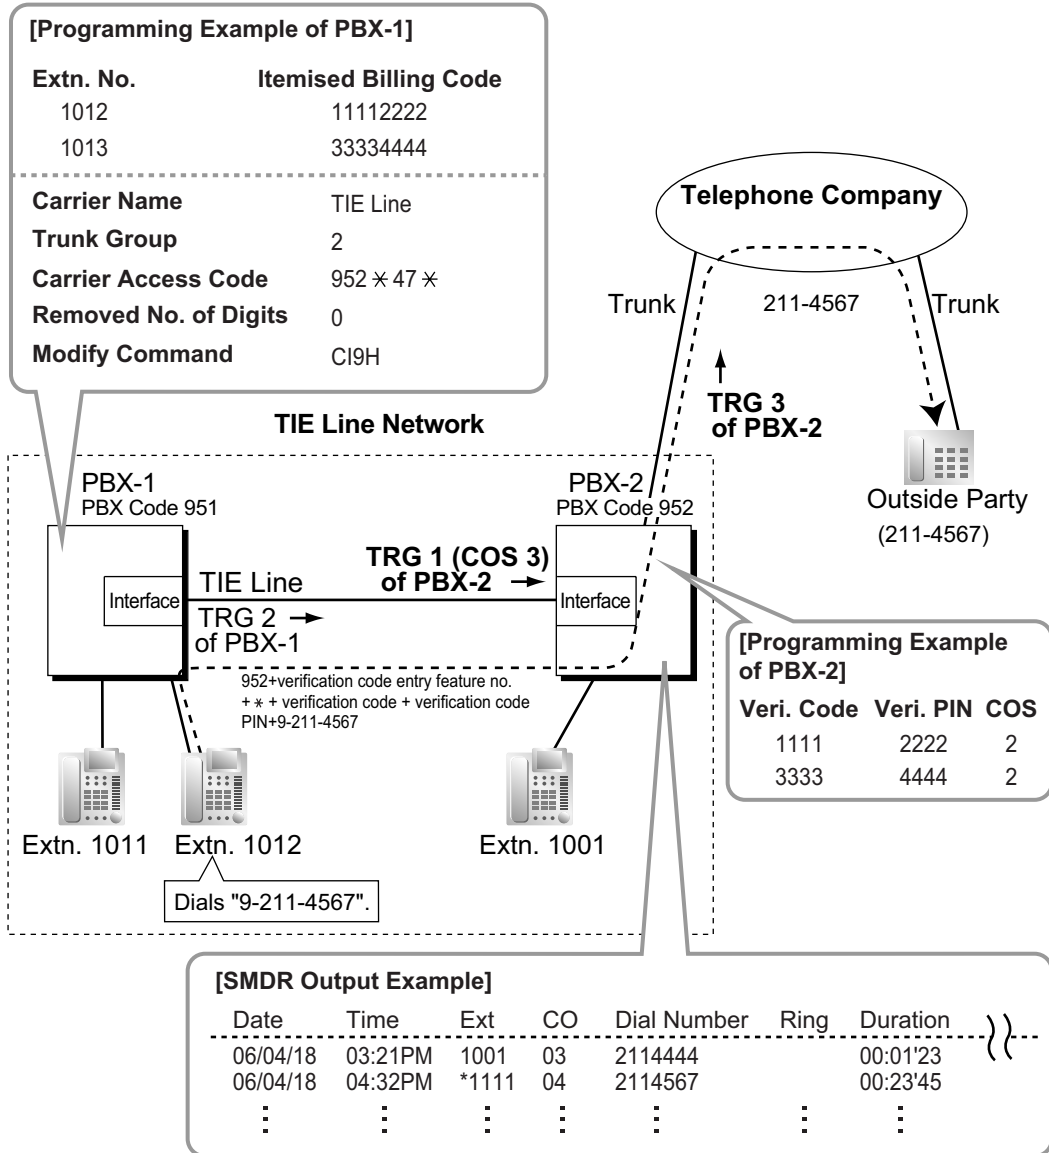 [Programming Example of PBX-1]
Extn. No. Itemised Billing Code
1012 11112222
1013 33334444
Carrier Name TIE Line
Trunk Group 2
Carrier Access Code 952 * 47 *
Removed No. of Digits 0
Modify Command CI9H
Telephone Company
Trunk 211-4567 Trunk
TRG 3
of PBX-2
Outside Party
(211-4567)
TIE Line Network
PBX-1
PBX Code 951
PBX-2
PBX Code 952
Interface
TIE Line
TRG 2 →
of PBX-1
TRG 1 (COS 3)
of PBX-2 →
Interface
952+verification code entry feature no.
+ * + verification code + verification code
PIN+9-211-4567
[Programming Example
of PBX-2]
Veri. Code Veri. PIN COS
1111 2222 2
3333 4444 2
Extn. 1011 Extn. 1012 Extn. 1001
Dials "9-211-4567".
[SMDR Output Example]
Date Time Ext CO Dial Number Ring Duration
06/04/18 03:21PM 1001 03 2114444 00:01'23
06/04/18 04:32PM *1111 04 2114567 00:23'45